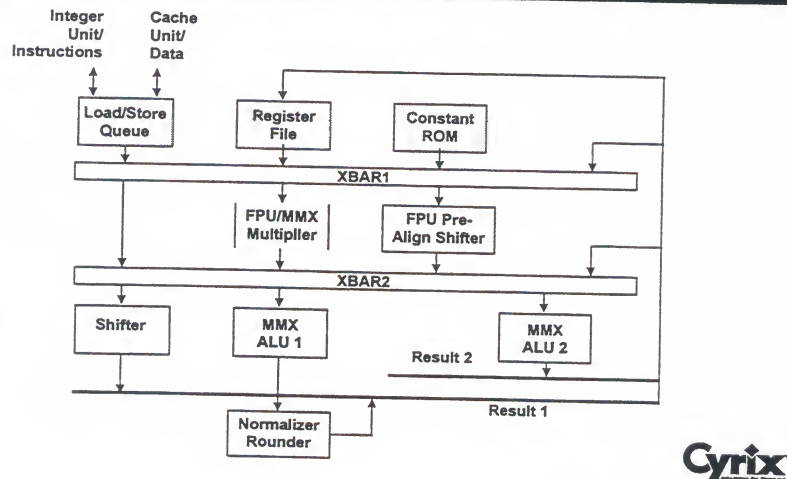 Integer
Unit/
Instructions
Cache
Unit/
Data
Load/Store
Queue
Register
File
Constant
ROM
XBAR1
FPU/MMX
Multiplier
FPU Pre-
Align Shifter
XBAR2
Shifter
MMX
ALU 1
MMX
ALU 2
Result 2
Result 1
Normalizer
Rounder
Cyrix